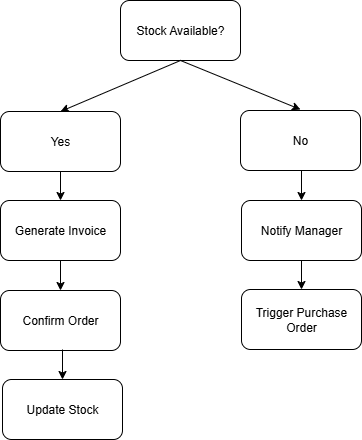 Stock Available?
Yes
No
Generate Invoice
Notify Manager
Confirm Order
Trigger Purchase
Order
Update Stock